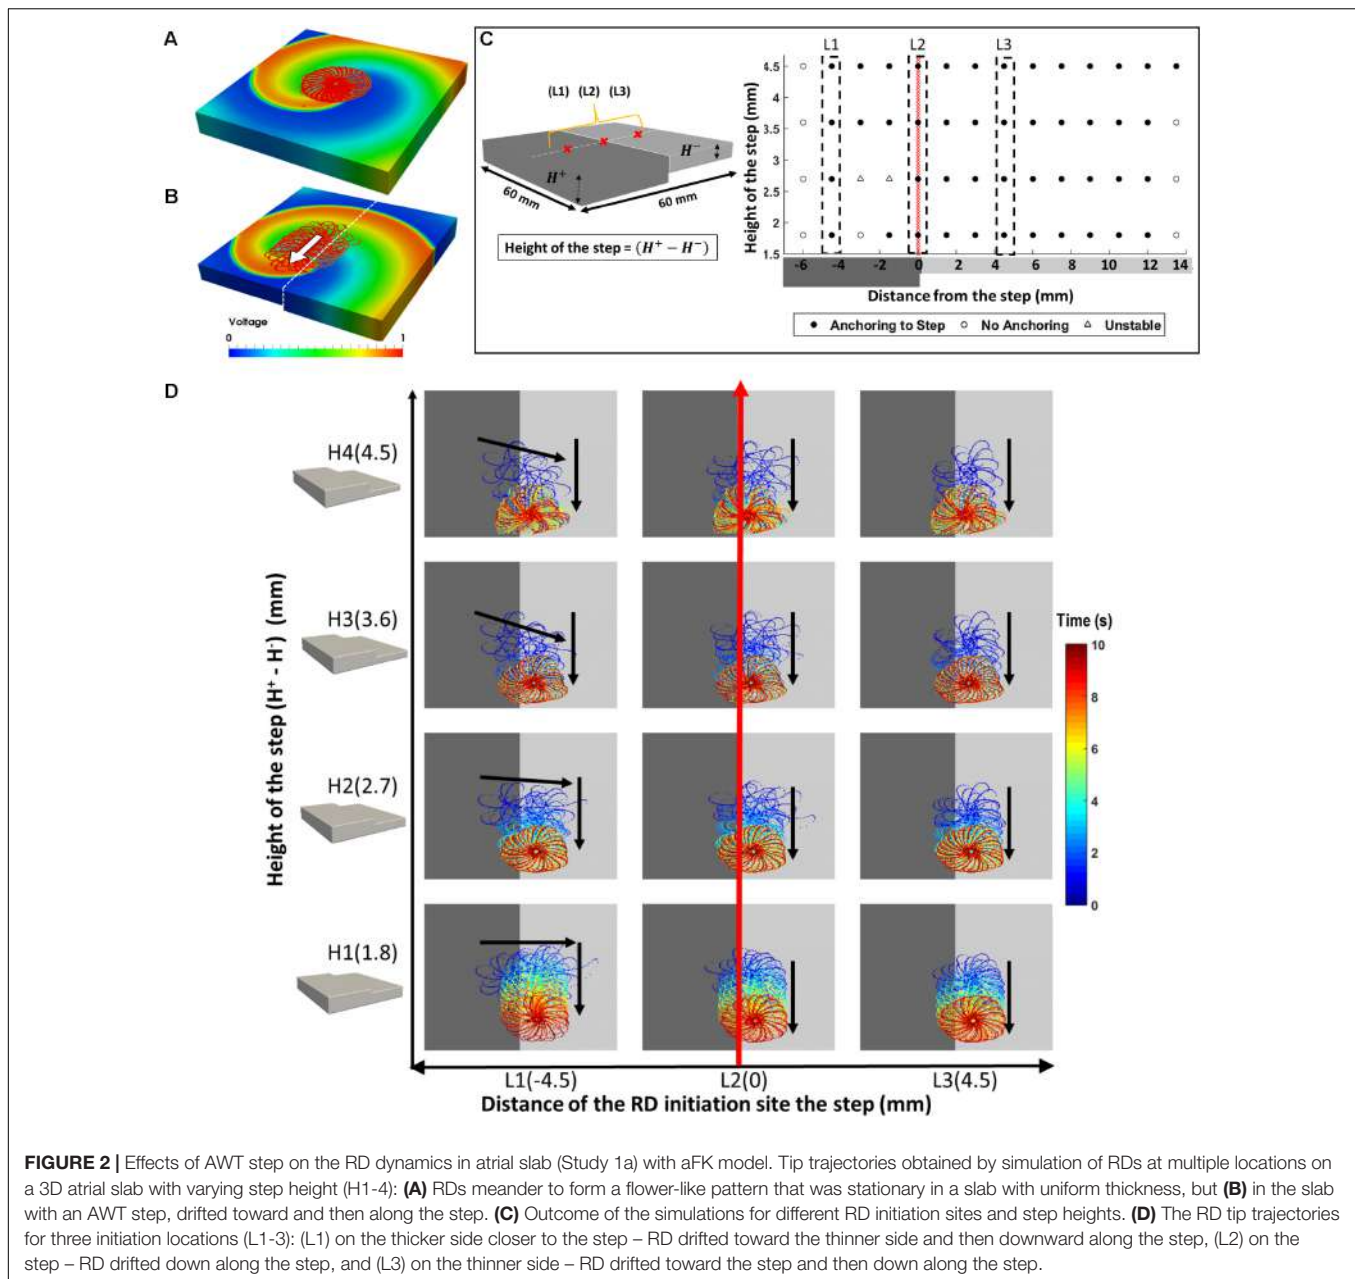 A
B
Voltage
0 1
C
(L1) (L2) (L3)
H⁻
H⁺
60 mm
60 mm
Height of the step = (H⁺ − H⁻)
L1 L2 L3
Height of the step (mm)
4.5
3.5
2.5
2
1.5
-6 -4 -2 0 2 4 6 8 10 12 14
Distance from the step (mm)
Anchoring to Step No Anchoring Unstable
D
Height of the step (H⁺ - H⁻) (mm)
H4(4.5)
H3(3.6)
H2(2.7)
H1(1.8)
Time (s)
10
8
6
4
2
0
L1(-4.5) L2(0) L3(4.5)
Distance of the RD initiation site the step (mm)
FIGURE 2 | Effects of AWT step on the RD dynamics in atrial slab (Study 1a) with aFK model. Tip trajectories obtained by simulation of RDs at multiple locations on
a 3D atrial slab with varying step height (H1-4): (A) RDs meander to form a flower-like pattern that was stationary in a slab with uniform thickness, but (B) in the slab
with an AWT step, drifted toward and then along the step. (C) Outcome of the simulations for different RD initiation sites and step heights. (D) The RD tip trajectories
for three initiation locations (L1-3): (L1) on the thicker side closer to the step – RD drifted toward the thinner side and then downward along the step, (L2) on the
step – RD drifted down along the step, and (L3) on the thinner side – RD drifted toward the step and then down along the step.